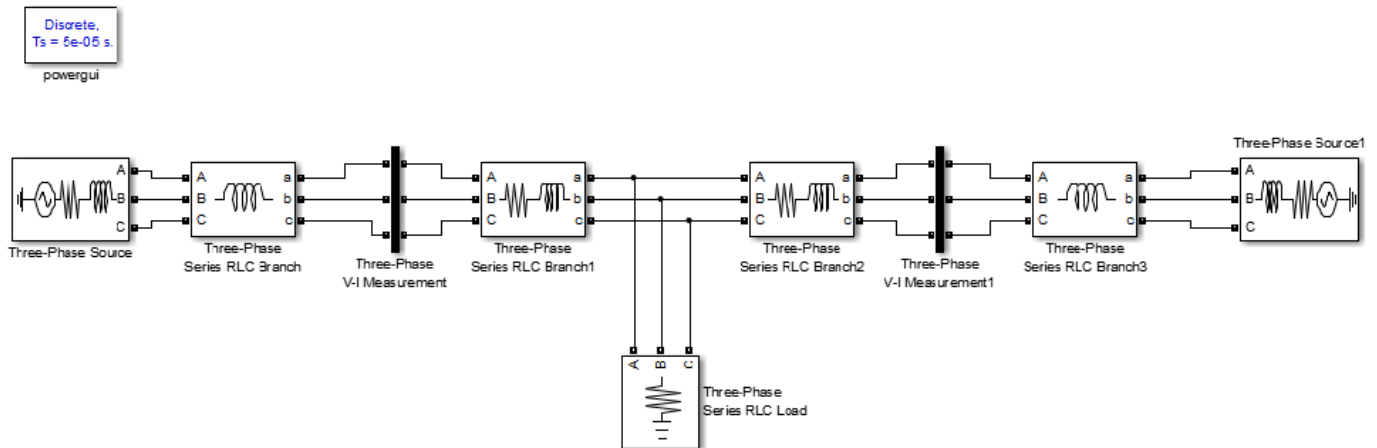 Discrete,
Ts = 5e-05 s.
powergui
A
B
C
Three-Phase Source
A
B
C
a
b
c
Three-Phase
Series RLC Branch
Three-Phase
V-I Measurement
A
B
C
a
b
c
Three-Phase
Series RLC Branch1
A
B
C
a
b
c
Three-Phase
Series RLC Branch2
Three-Phase
V-I Measurement1
A
B
C
a
b
c
Three-Phase
Series RLC Branch3
Three-Phase Source1
A
B
C
A
B
C
Three-Phase
Series RLC Load